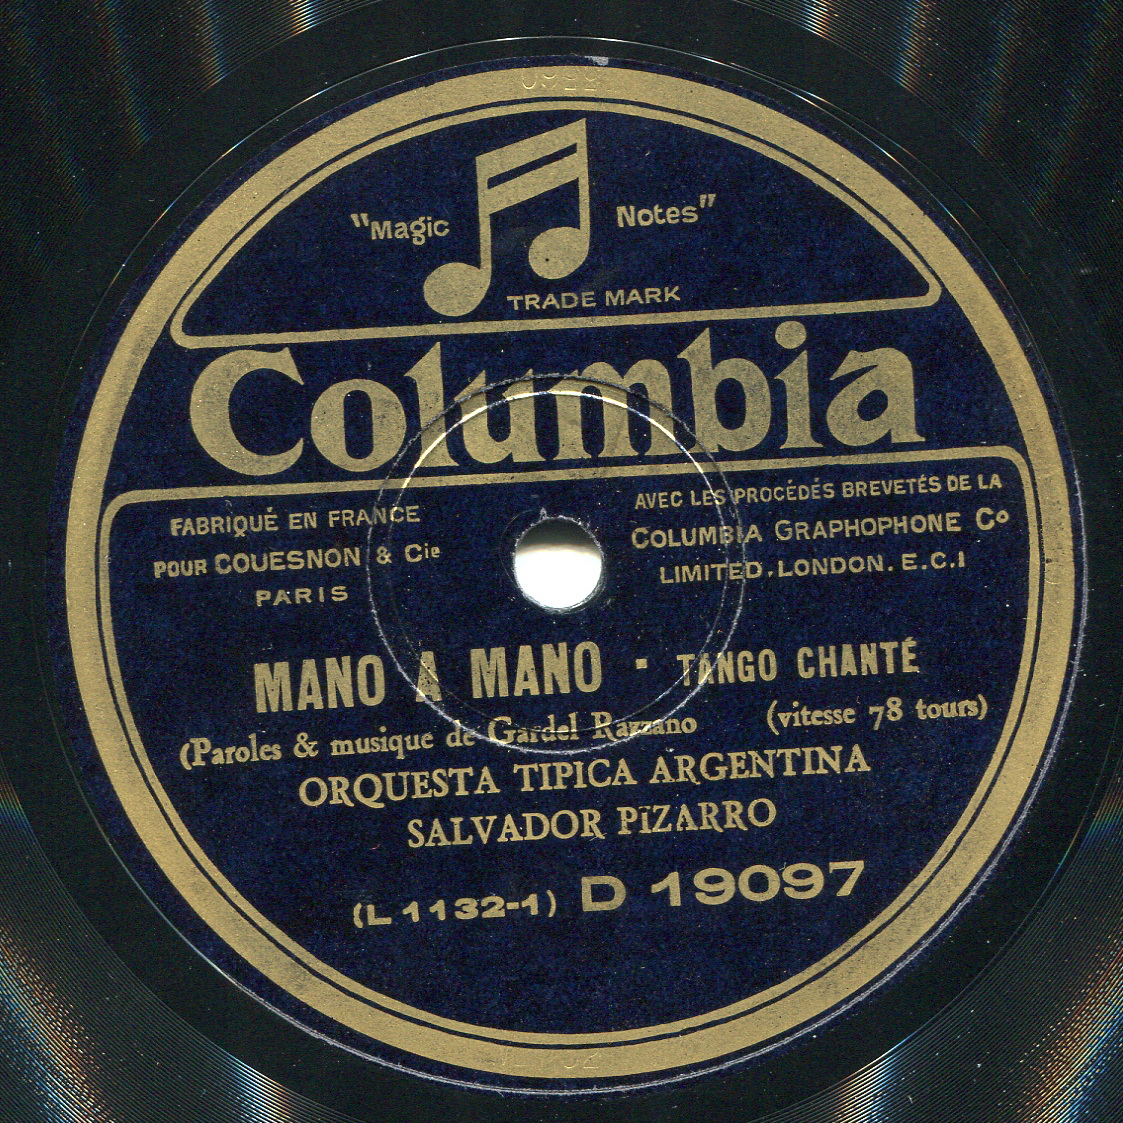 "Magic Notes"
TRADE MARK
Columbia
FABRIQUÉ EN FRANCE
POUR COUESNON & Cie
PARIS
AVEC LES PROCÉDÉS BREVETÉS DE LA
COLUMBIA GRAPHOPHONE Co
LIMITED.LONDON.E.C.I
MANO A MANO · TANGO CHANTÉ
(Paroles & musique de Gardel Razzano (vitesse 78 tours)
ORQUESTA TIPICA ARGENTINA
SALVADOR PIZARRO
(L 1132-1) D 19097